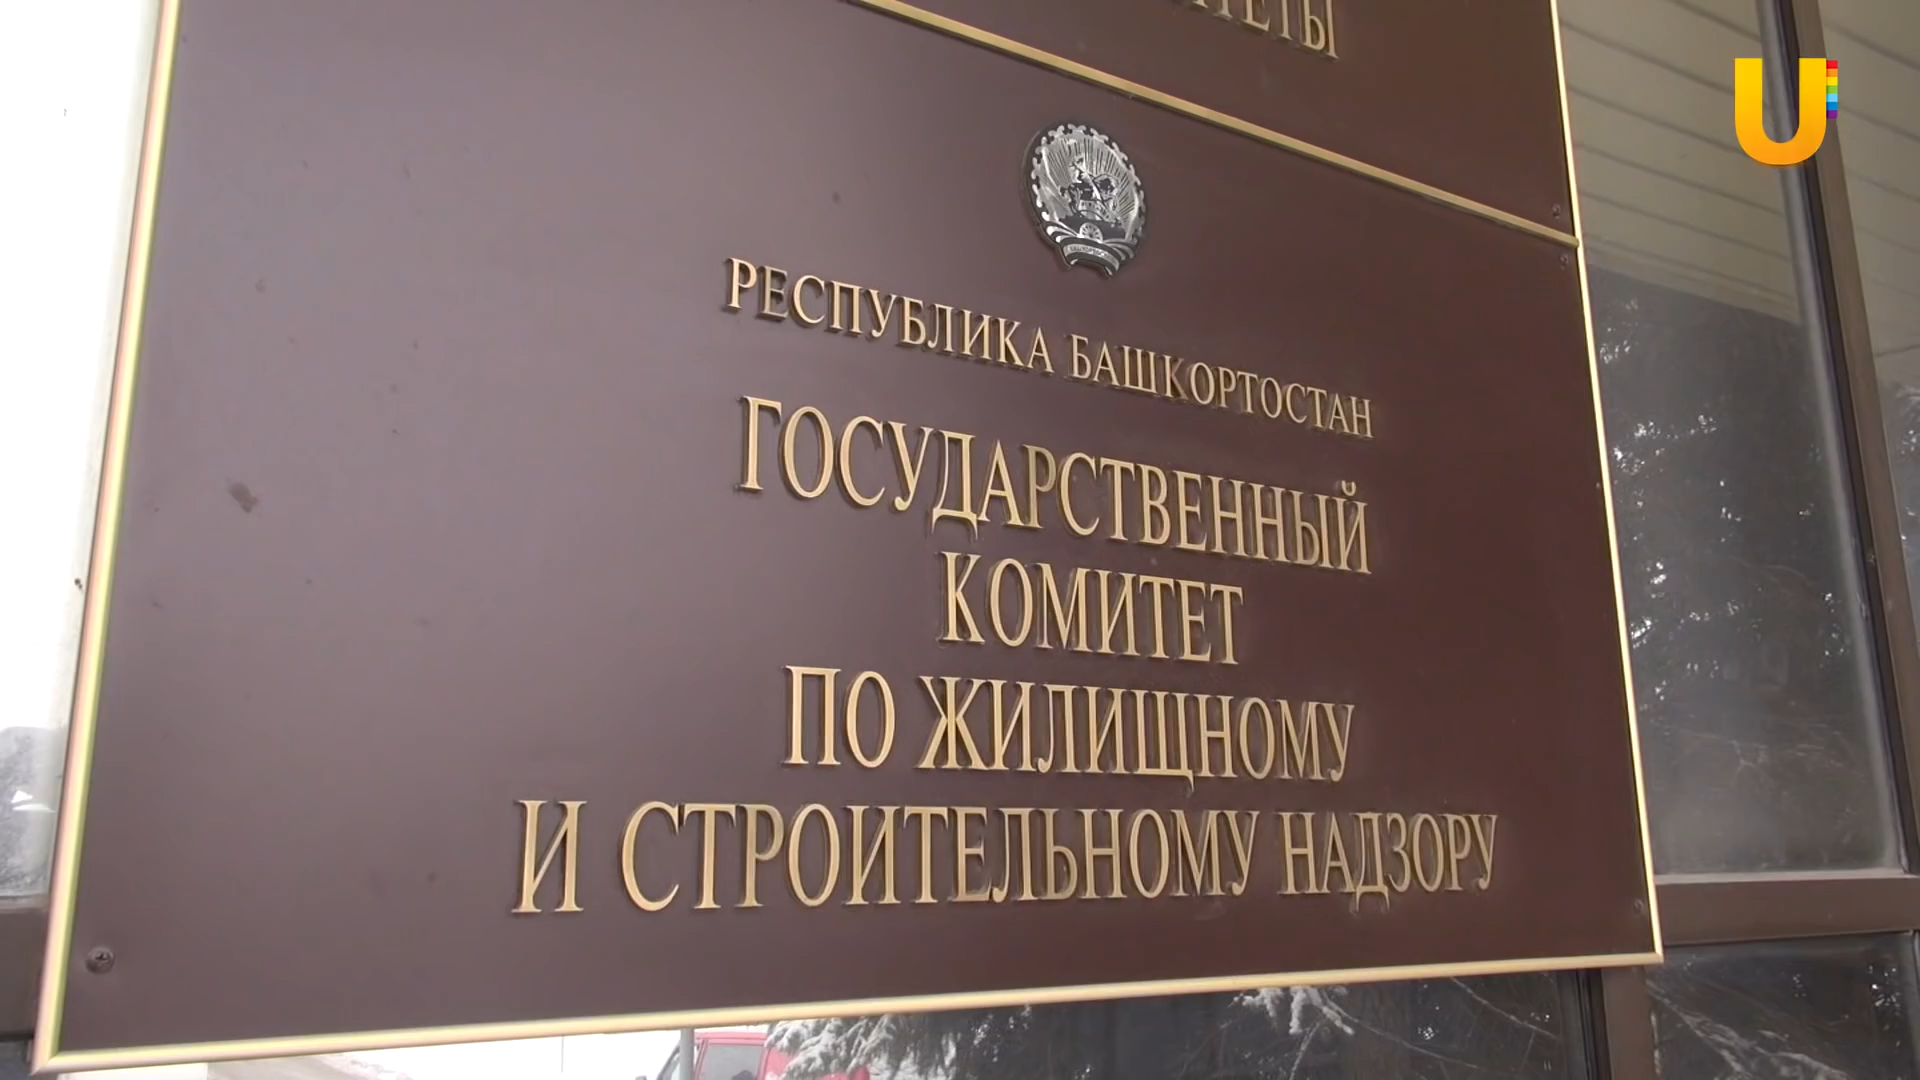 РЕСПУБЛИКА БАШКОРТОСТАН
ГОСУДАРСТВЕННЫЙ
КОМИТЕТ
ПО ЖИЛИЩНОМУ
И СТРОИТЕЛЬНОМУ НАДЗОРУ
U